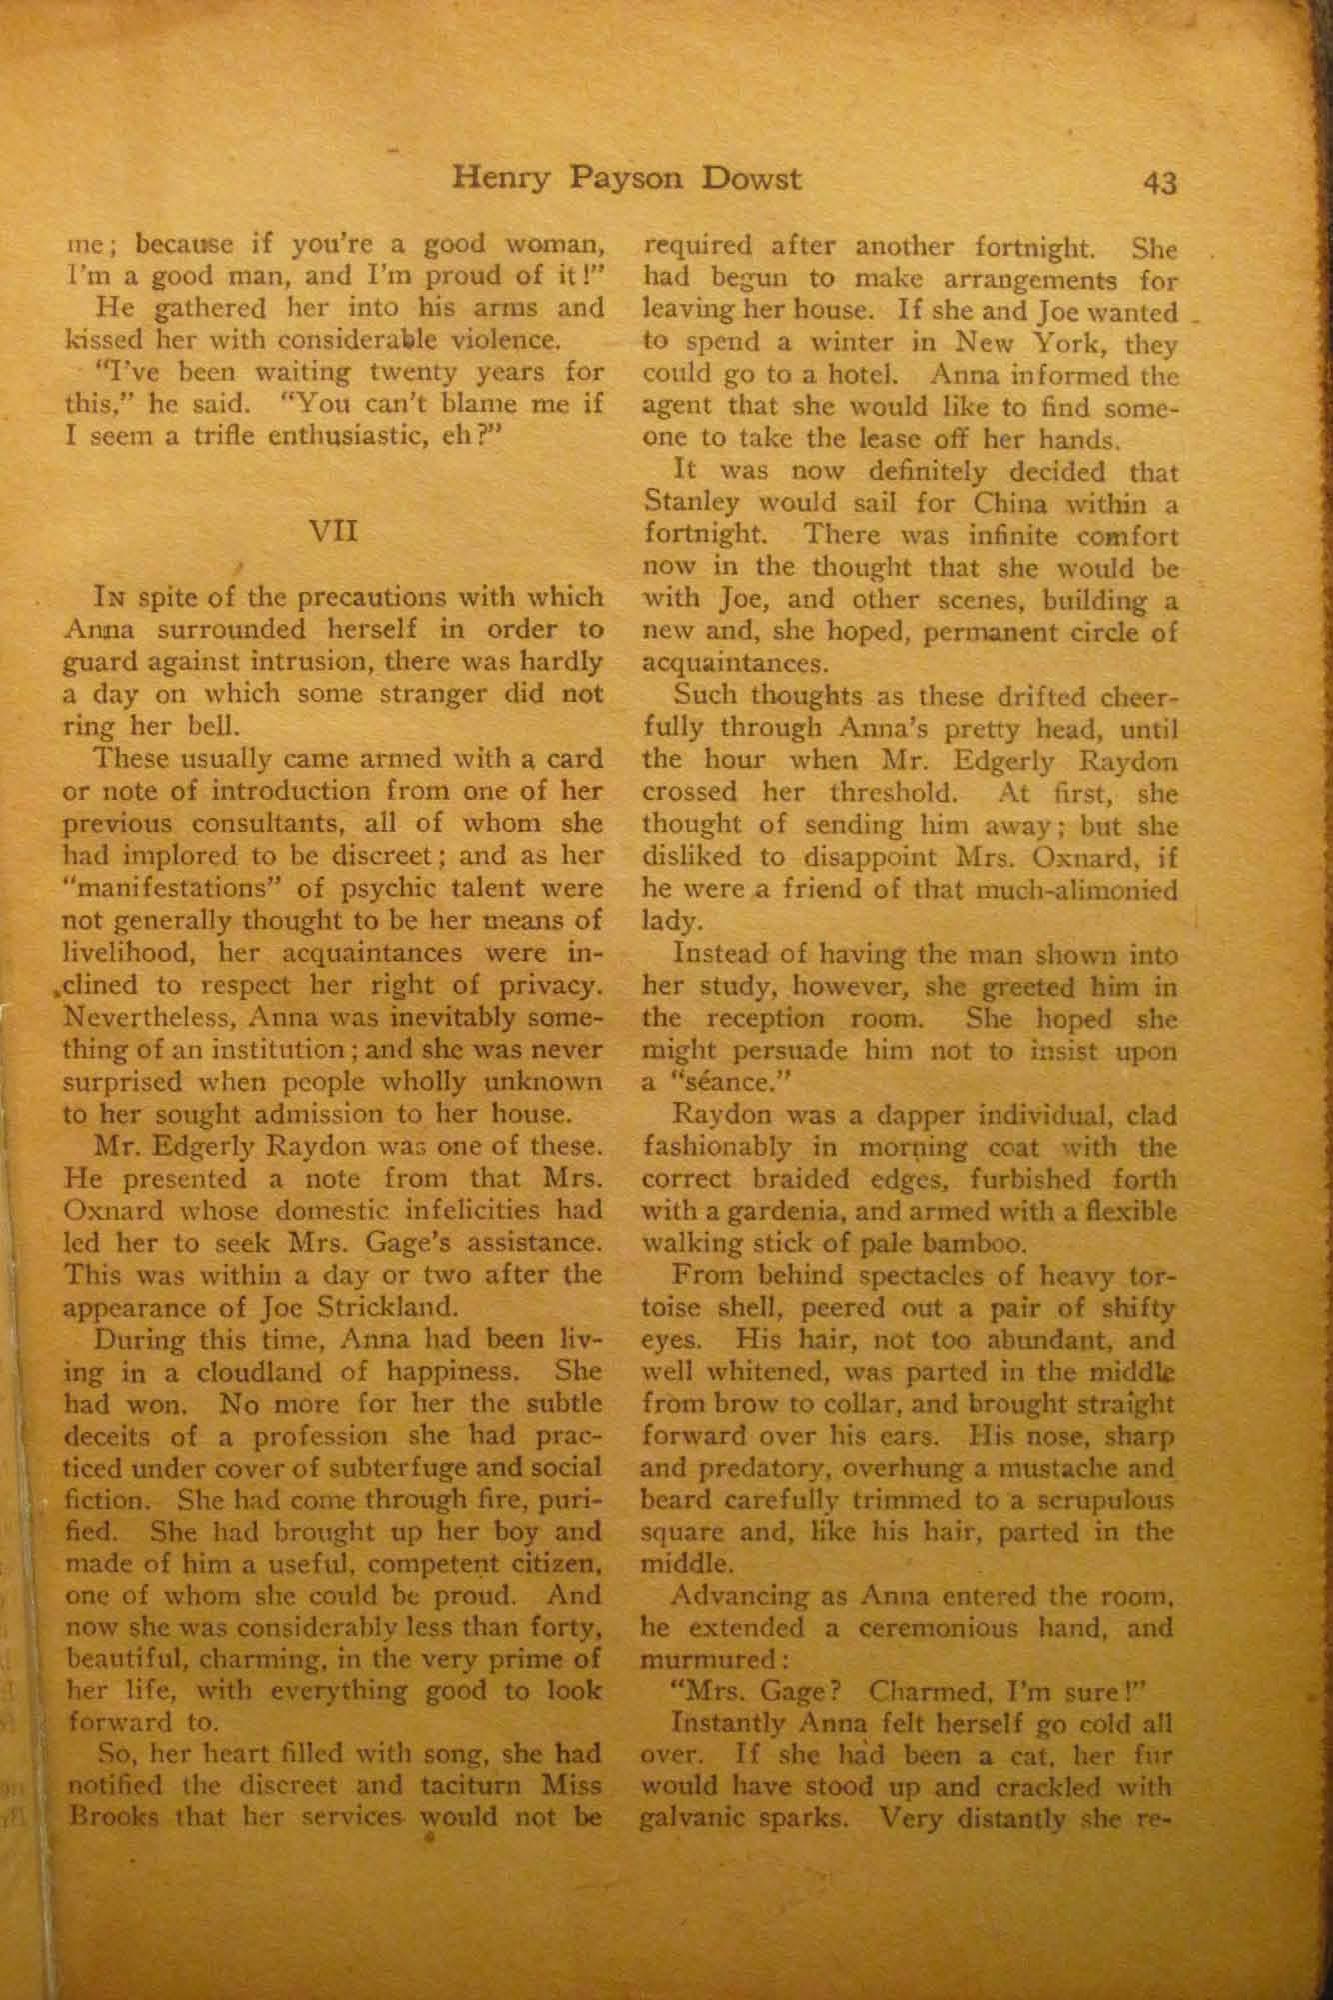 Henry Payson Dowst
43
me; because if you're a good woman,
I'm a good man, and I'm proud of it!"
He gathered her into his arms and
kissed her with considerable violence.
"I've been waiting twenty years for
this," he said. "You can't blame me if
I seem a trifle enthusiastic, eh?"
VII
IN spite of the precautions with which
Anna surrounded herself in order to
guard against intrusion, there was hardly
a day on which some stranger did not
ring her bell.
These usually came armed with a card
or note of introduction from one of her
previous consultants, all of whom she
had implored to be discreet; and as her
"manifestations" of psychic talent were
not generally thought to be her means of
livelihood, her acquaintances were in-
clined to respect her right of privacy.
Nevertheless, Anna was inevitably some-
thing of an institution; and she was never
surprised when people wholly unknown
to her sought admission to her house.
Mr. Edgerly Raydon was one of these.
He presented a note from that Mrs.
Oxnard whose domestic infelicities had
led her to seek Mrs. Gage's assistance.
This was within a day or two after the
appearance of Joe Strickland.
During this time, Anna had been liv-
ing in a cloudland of happiness. She
had won. No more for her the subtle
deceits of a profession she had prac-
ticed under cover of subterfuge and social
fiction. She had come through fire, puri-
fied. She had brought up her boy and
made of him a useful, competent citizen,
one of whom she could be proud. And
now she was considerably less than forty,
beautiful, charming, in the very prime of
her life, with everything good to look
forward to.
So, her heart filled with song, she had
notified the discreet and taciturn Miss
Brooks that her services would not be
required after another fortnight. She
had begun to make arrangements for
leaving her house. If she and Joe wanted
to spend a winter in New York, they
could go to a hotel. Anna informed the
agent that she would like to find some-
one to take the lease off her hands.
It was now definitely decided that
Stanley would sail for China within a
fortnight. There was infinite comfort
now in the thought that she would be
with Joe, and other scenes, building a
new and, she hoped, permanent circle of
acquaintances.
Such thoughts as these drifted cheer-
fully through Anna's pretty head, until
the hour when Mr. Edgerly Raydon
crossed her threshold. At first, she
thought of sending him away; but she
disliked to disappoint Mrs. Oxnard, if
he were a friend of that much-alimonied
lady.
Instead of having the man shown into
her study, however, she greeted him in
the reception room. She hoped she
might persuade him not to insist upon
a "séance."
Raydon was a dapper individual, clad
fashionably in morning coat with the
correct braided edges, furbished forth
with a gardenia, and armed with a flexible
walking stick of pale bamboo.
From behind spectacles of heavy tor-
toise shell, peered out a pair of shifty
eyes. His hair, not too abundant, and
well whitened, was parted in the middle
from brow to collar, and brought straight
forward over his ears. His nose, sharp
and predatory, overhung a mustache and
beard carefully trimmed to a scrupulous
square and, like his hair, parted in the
middle.
Advancing as Anna entered the room,
he extended a ceremonious hand, and
murmured:
"Mrs. Gage? Charmed, I'm sure!"
Instantly Anna felt herself go cold all
over. If she had been a cat, her fur
would have stood up and crackled with
galvanic sparks. Very distantly she re-